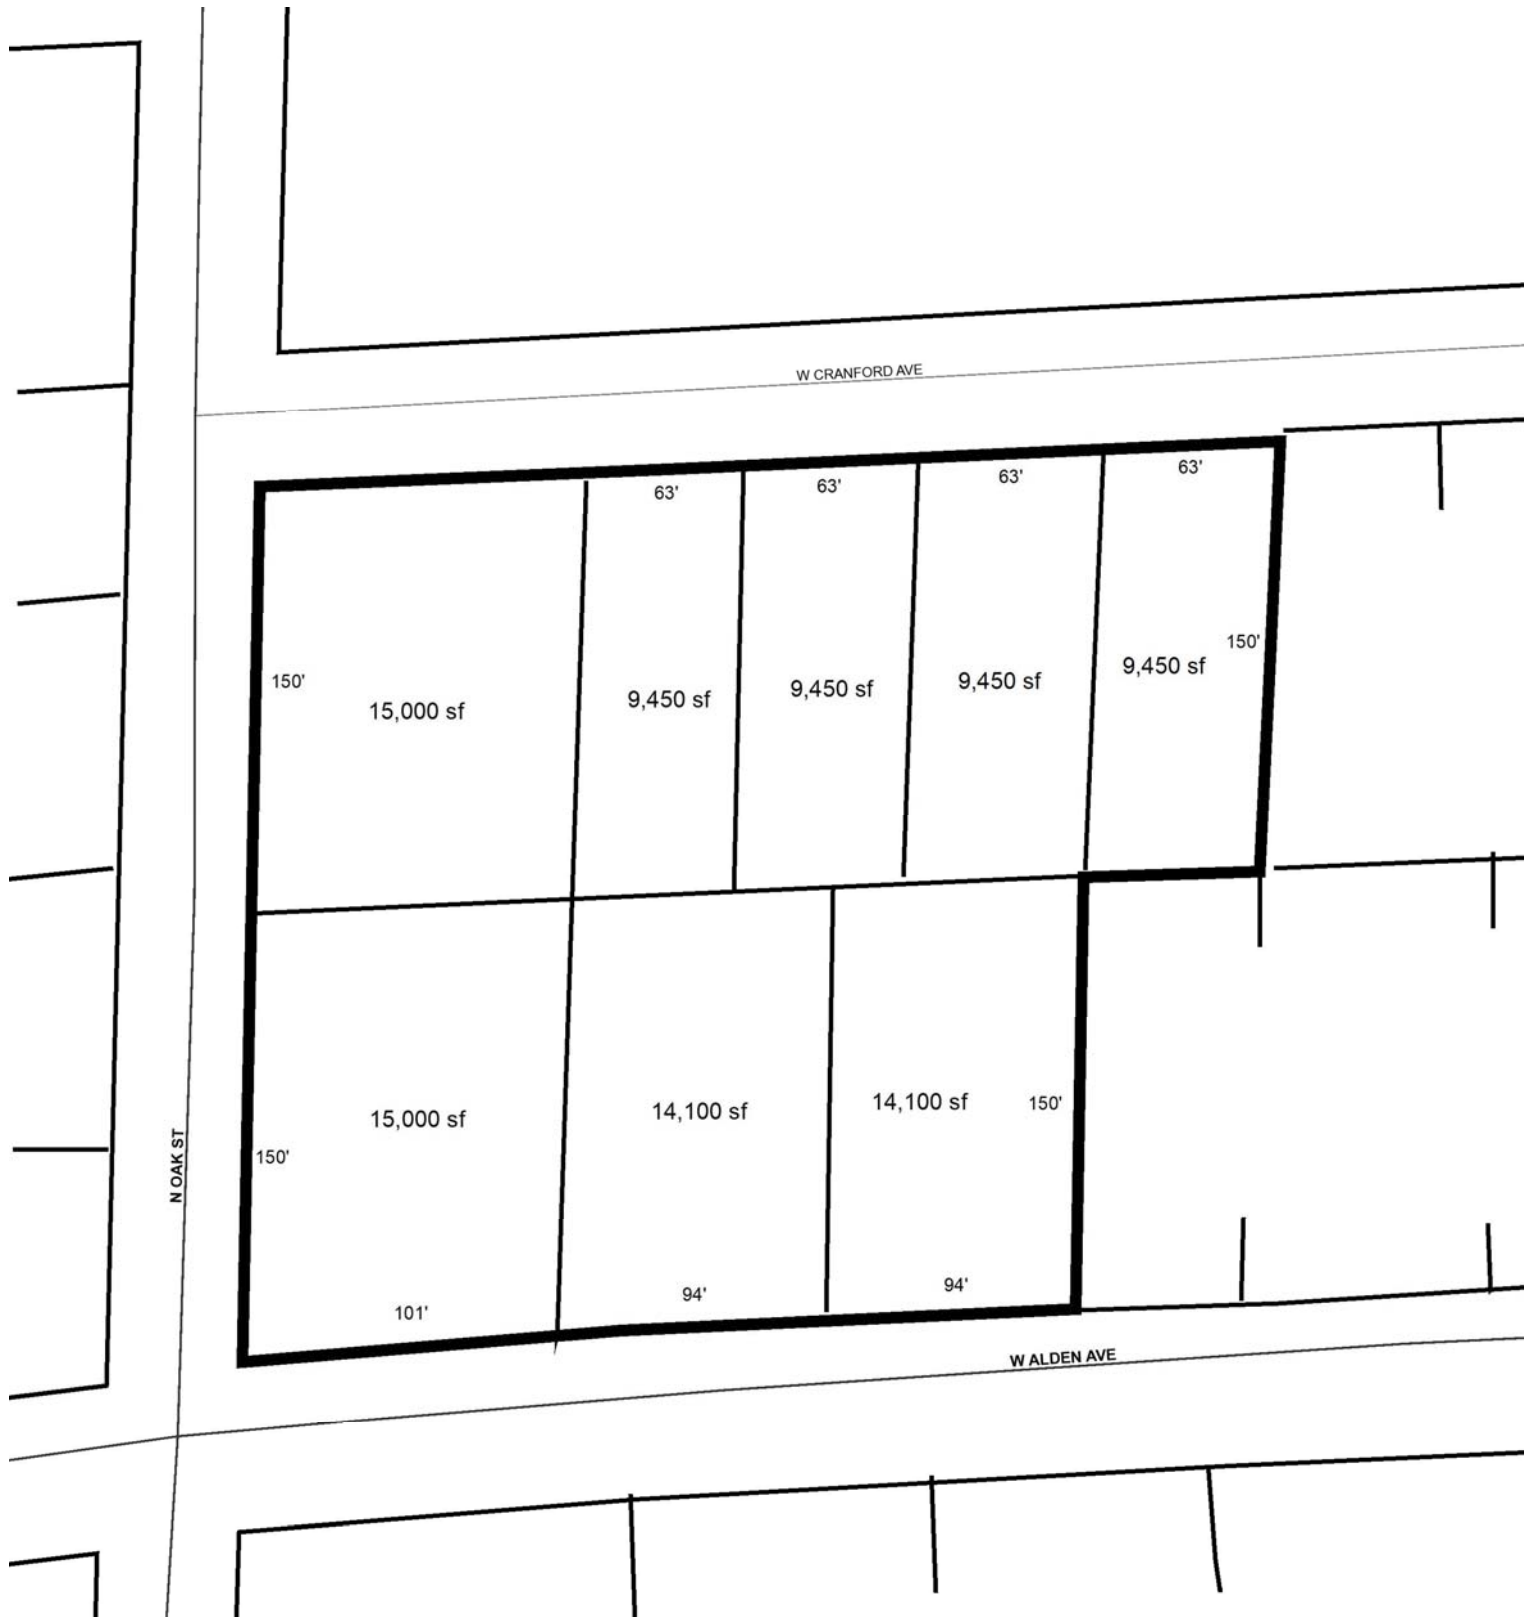 W CRANFORD AVE
63'
63'
63'
63'
150'
15,000 sf
9,450 sf
9,450 sf
9,450 sf
9,450 sf
150'
N OAK ST
150'
15,000 sf
14,100 sf
14,100 sf
150'
101'
94'
94'
W ALDEN AVE